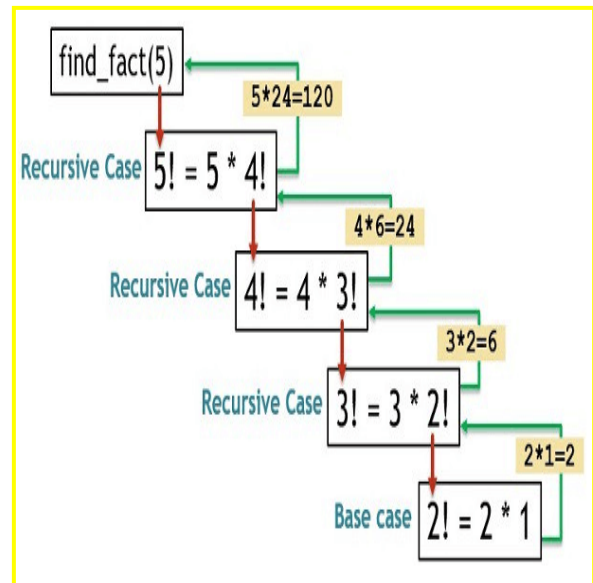 find_fact(5)
5*24=120
Recursive Case
5! = 5 * 4!
4*6=24
Recursive Case
4! = 4 * 3!
3*2=6
Recursive Case
3! = 3 * 2!
2*1=2
Base case
2! = 2 * 1